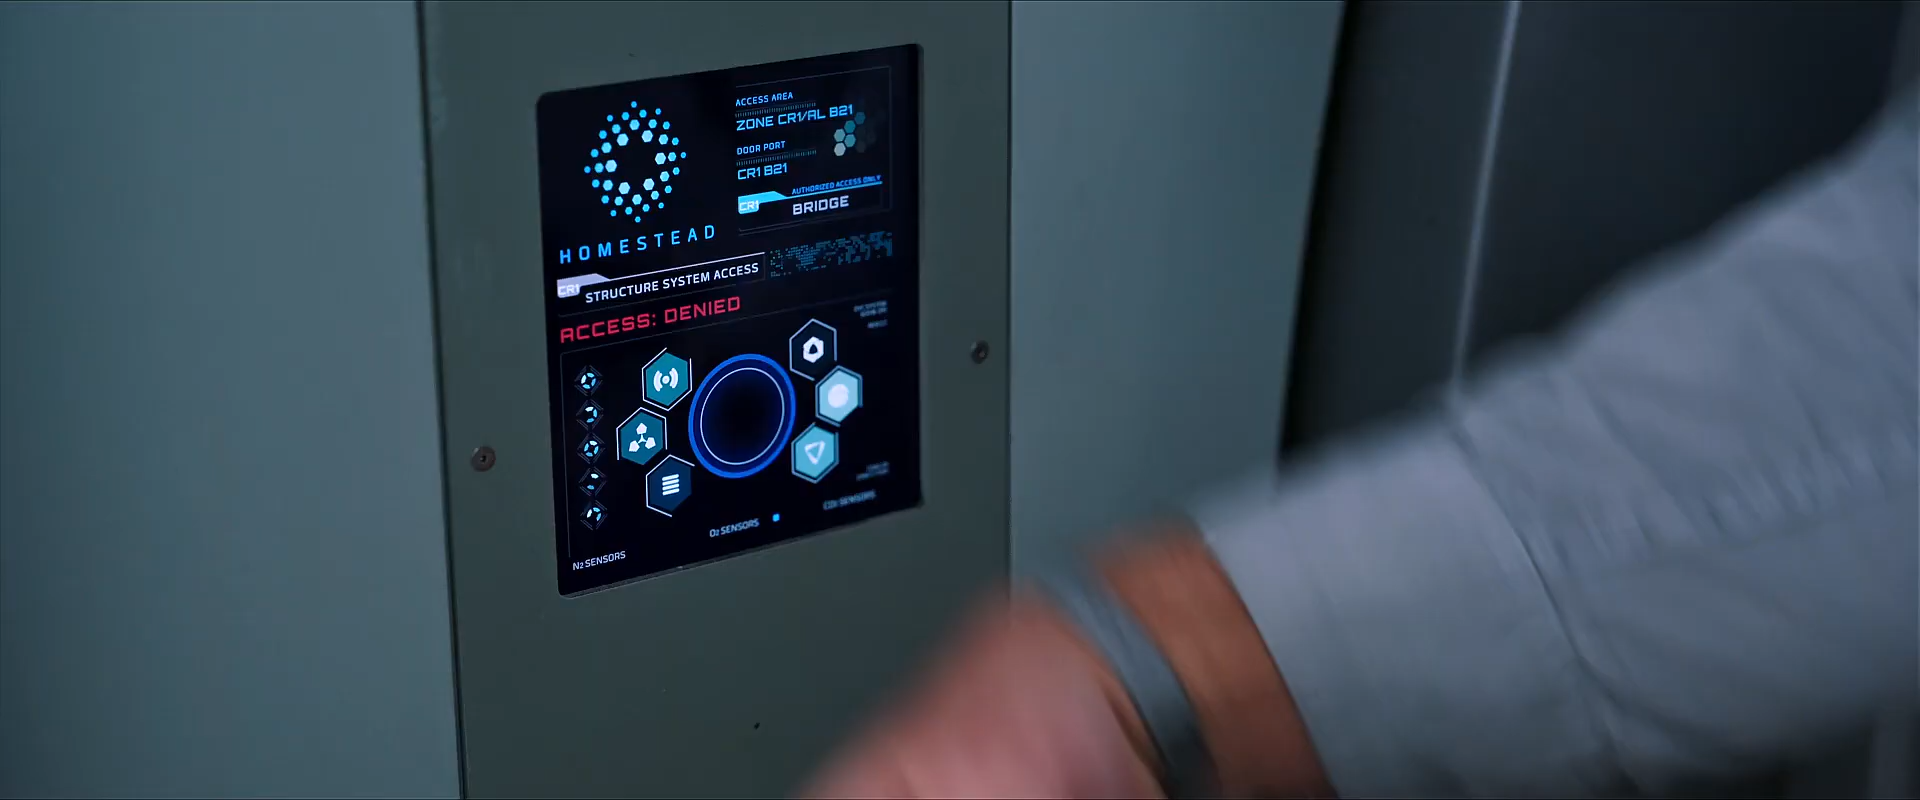 ACCESS AREA
ZONE CR1/AL B21
DOOR PORT
CR1 B21
AUTHORIZED ACCESS ONLY
CR1
BRIDGE
HOMESTEAD
CR1
STRUCTURE SYSTEM ACCESS
ACCESS: DENIED
CO2 SENSORS
O2 SENSORS
N2 SENSORS